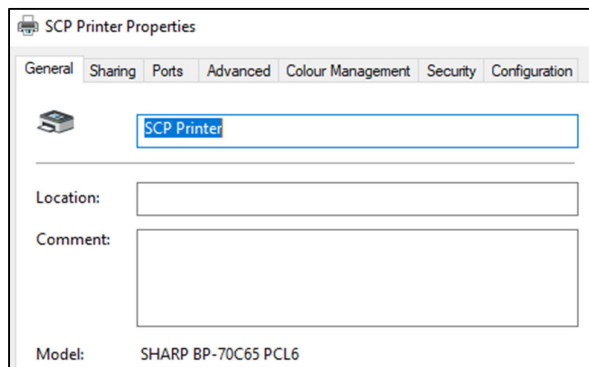 SCP Printer Properties
General Sharing Ports Advanced Colour Management Security Configuration
SCP Printer
Location:
Comment:
Model: SHARP BP-70C65 PCL6